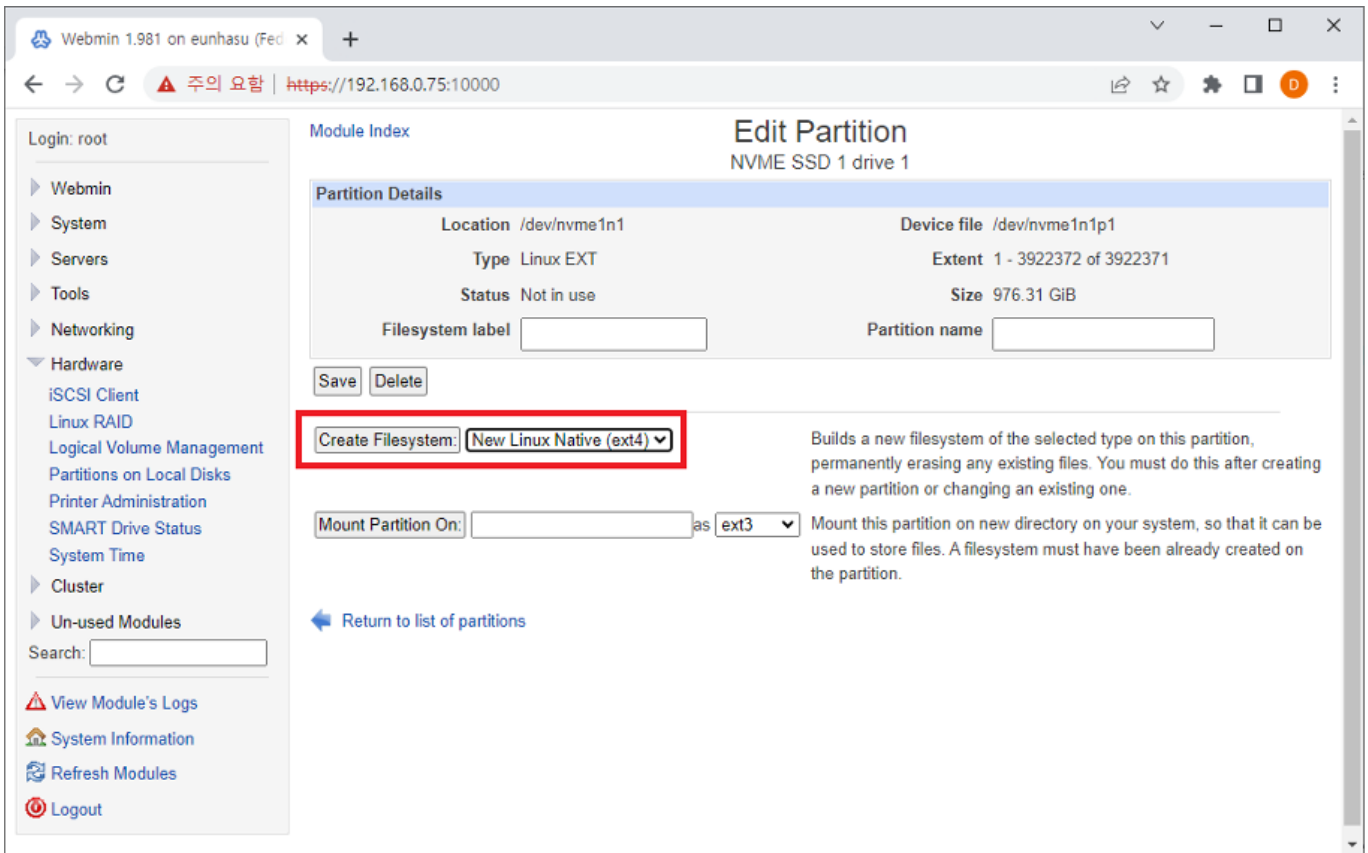 Webmin 1.981 on eunhasu (Fed
주의 요함 https://192.168.0.75:10000
D
Login: root
Webmin
System
Servers
Tools
Networking
Hardware
iSCSI Client
Linux RAID
Logical Volume Management
Partitions on Local Disks
Printer Administration
SMART Drive Status
System Time
Cluster
Un-used Modules
Search:
View Module's Logs
System Information
Refresh Modules
Logout
Module Index
Edit Partition
NVME SSD 1 drive 1
Partition Details
Location /dev/nvme1n1 Device file /dev/nvme1n1p1
Type Linux EXT Extent 1 - 3922372 of 3922371
Status Not in use Size 976.31 GiB
Filesystem label Partition name
Save Delete
Create Filesystem: New Linux Native (ext4)
Builds a new filesystem of the selected type on this partition,
permanently erasing any existing files. You must do this after creating
a new partition or changing an existing one.
Mount Partition On: as ext3
Mount this partition on new directory on your system, so that it can be
used to store files. A filesystem must have been already created on
the partition.
Return to list of partitions